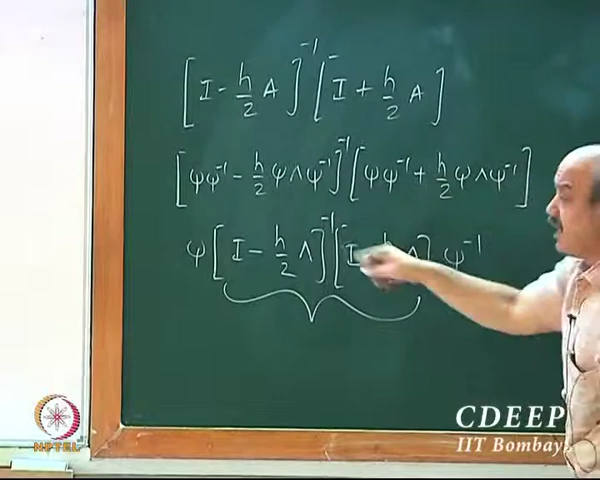 [I - h/2 A]⁻¹ [I + h/2 A]
[ΨΨ⁻¹ - h/2 ΨΛΨ⁻¹]⁻¹ [ΨΨ⁻¹ + h/2 ΨΛΨ⁻¹]
Ψ [I - h/2 Λ]⁻¹ [I h Λ] Ψ⁻¹
NPTEL
CDEEP
IIT Bombay